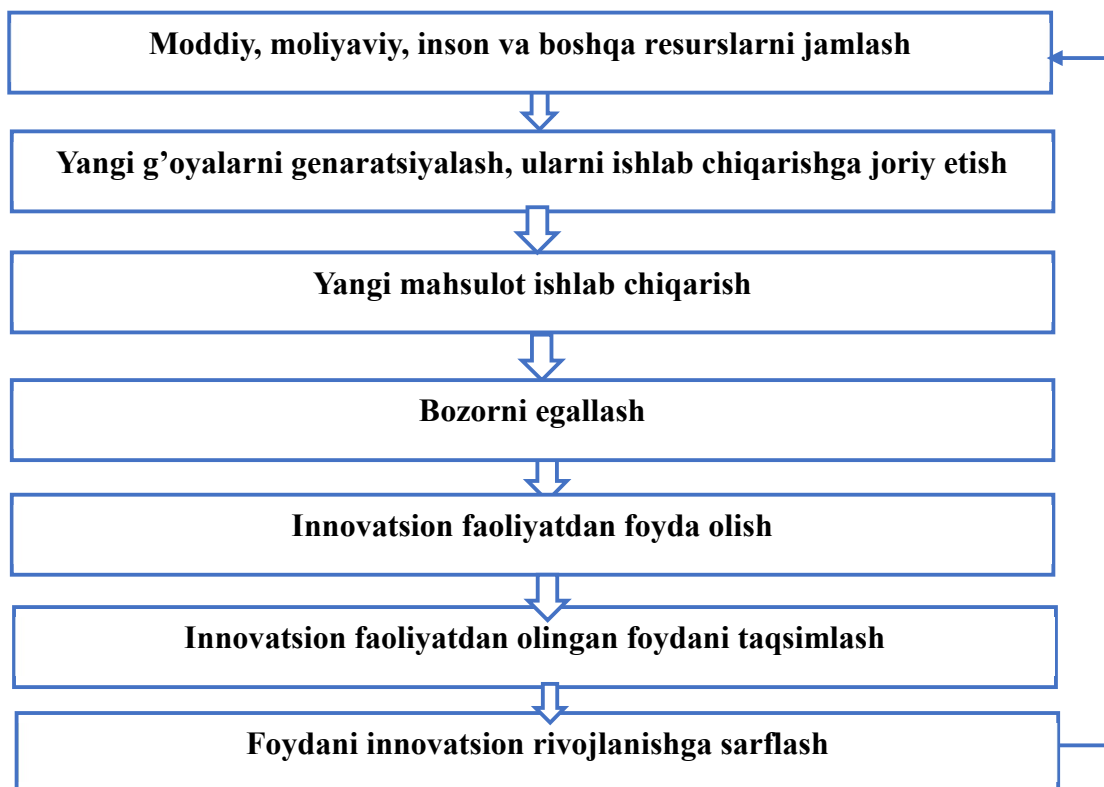 Moddiy, moliyaviy, inson va boshqa resurslarni jamlash
Yangi g’oyalarni genaratsiyalash, ularni ishlab chiqarishga joriy etish
Yangi mahsulot ishlab chiqarish
Bozorni egallash
Innovatsion faoliyatdan foyda olish
Innovatsion faoliyatdan olingan foydani taqsimlash
Foydani innovatsion rivojlanishga sarflash